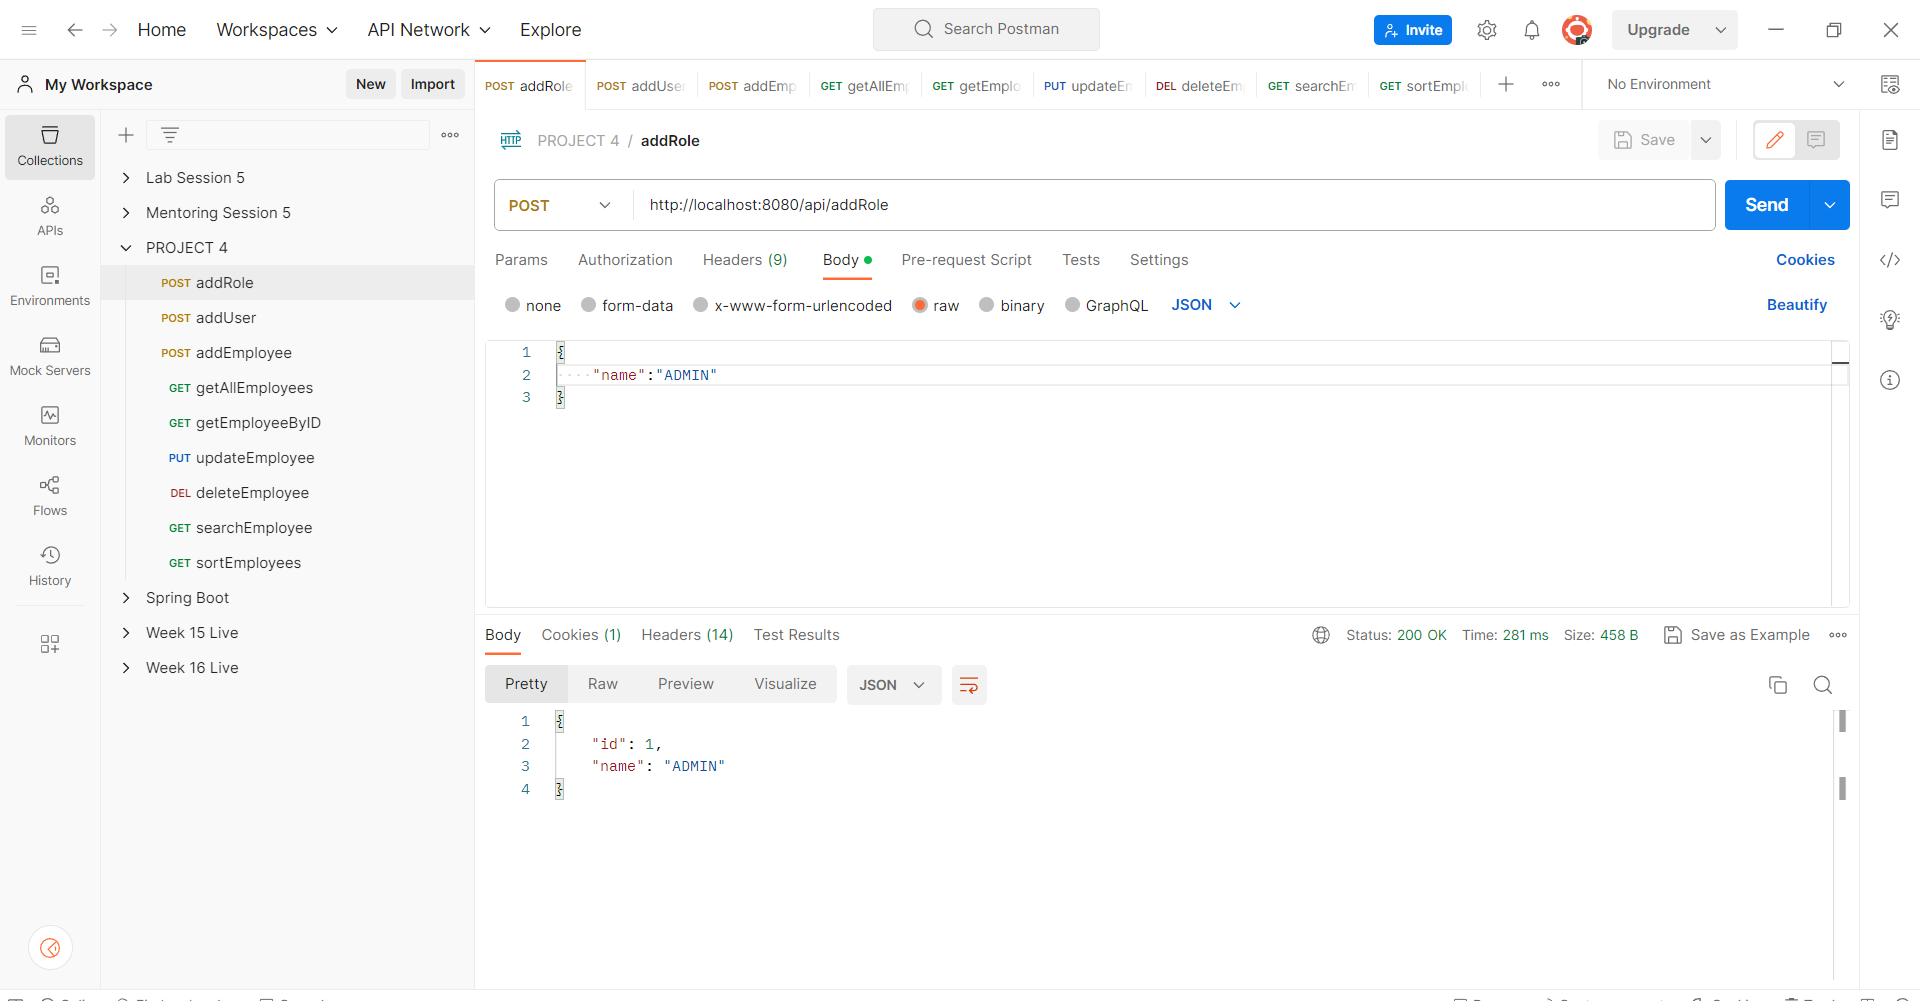 Home Workspaces API Network Explore Search Postman Invite Upgrade
My Workspace New Import
POST addRole POST addUse POST addEmp GET getAllEm GET getEmplo PUT updateE DEL deleteEm GET searchEm GET sortEmpl No Environment
Collections
APIs
Environments
Mock Servers
Monitors
Flows
History
Lab Session 5
Mentoring Session 5
PROJECT 4
POST addRole
POST addUser
POST addEmployee
GET getAllEmployees
GET getEmployeeByID
PUT updateEmployee
DEL deleteEmployee
GET searchEmployee
GET sortEmployees
Spring Boot
Week 15 Live
Week 16 Live
HTTP PROJECT 4 / addRole Save
POST http://localhost:8080/api/addRole Send
Params Authorization Headers (9) Body Pre-request Script Tests Settings Cookies
none form-data x-www-form-urlencoded raw binary GraphQL JSON Beautify
1 {
2 "name":"ADMIN"
3 }
Body Cookies (1) Headers (14) Test Results Status: 200 OK Time: 281 ms Size: 458 B Save as Example
Pretty Raw Preview Visualize JSON
1 {
2 "id": 1,
3 "name": "ADMIN"
4 }